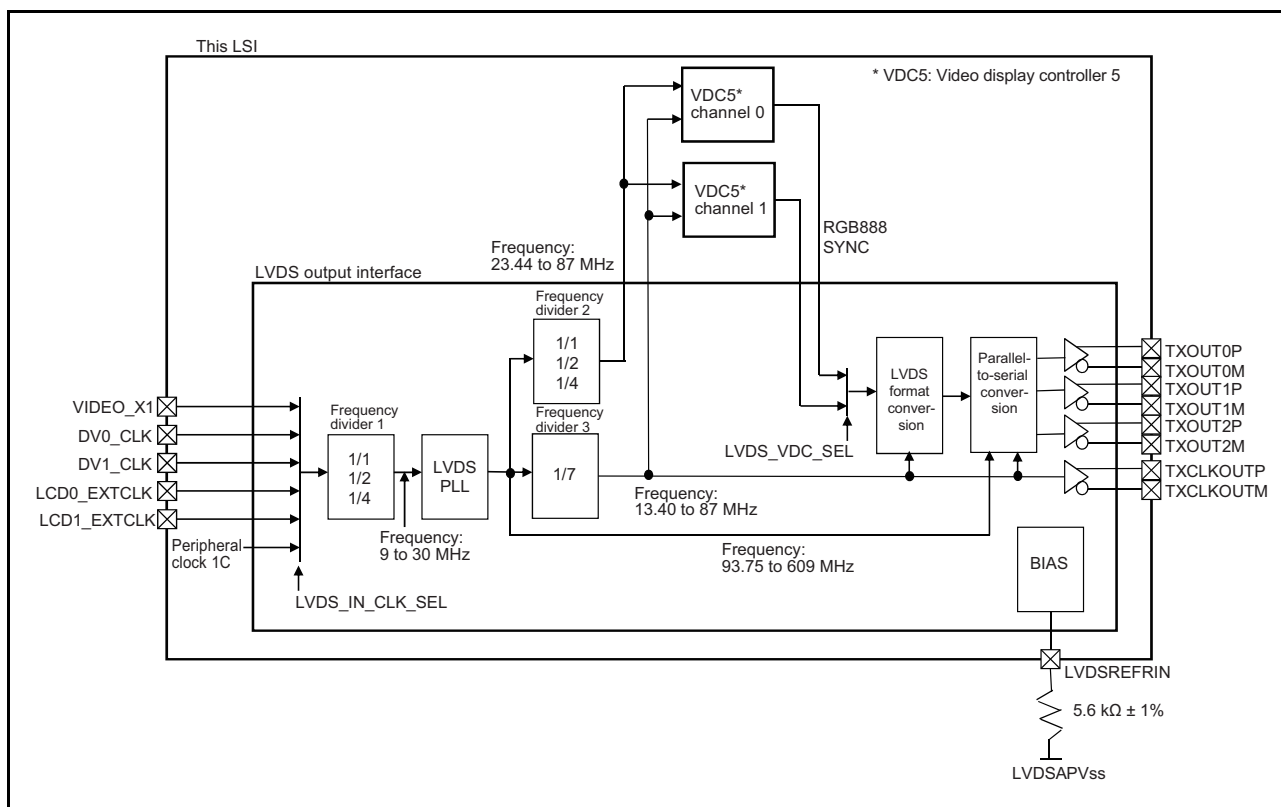 This LSI
* VDC5: Video display controller 5
VDC5*
channel 0
VDC5*
channel 1
RGB888
SYNC
Frequency:
23.44 to 87 MHz
LVDS output interface
Frequency
divider 2
1/1
1/2
1/4
Frequency
divider 3
1/7
VIDEO_X1
DV0_CLK
DV1_CLK
LCD0_EXTCLK
LCD1_EXTCLK
Peripheral
clock 1C
LVDS_IN_CLK_SEL
Frequency
divider 1
1/1
1/2
1/4
Frequency:
9 to 30 MHz
LVDS
PLL
Frequency:
13.40 to 87 MHz
Frequency:
93.75 to 609 MHz
LVDS_VDC_SEL
LVDS
format
conver-
sion
Parallel-
to-serial
conver-
sion
TXOUT0P
TXOUT0M
TXOUT1P
TXOUT1M
TXOUT2P
TXOUT2M
TXCLKOUTP
TXCLKOUTM
BIAS
LVDSREFRIN
5.6 kΩ ± 1%
LVDSAPVss